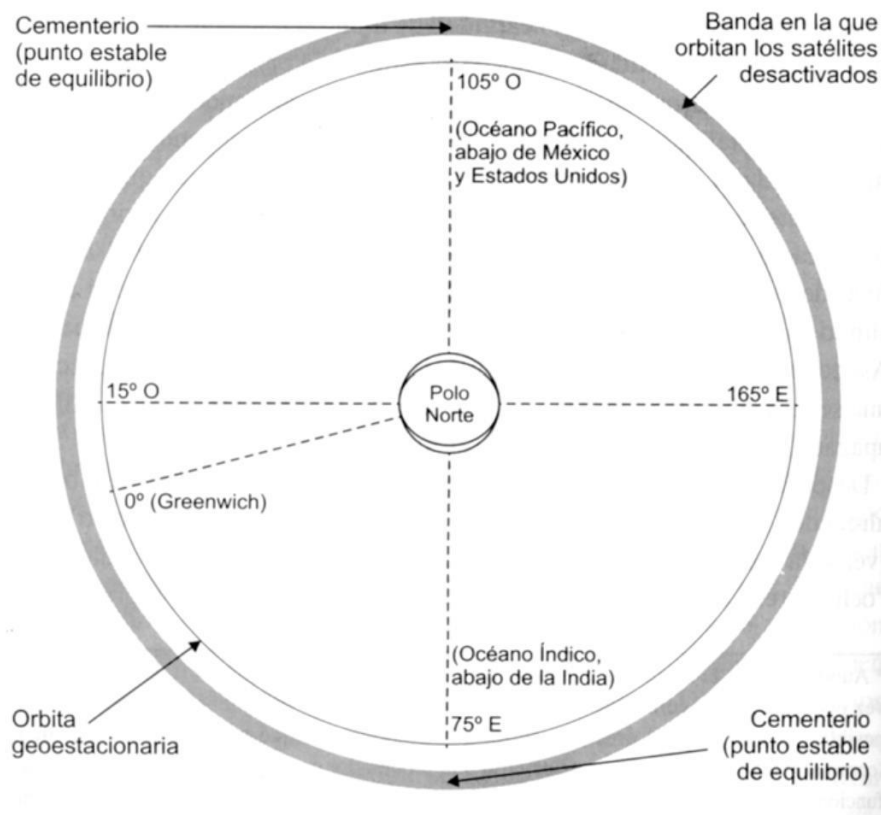 Cementerio
(punto estable
de equilibrio)
Banda en la que
orbitan los satélites
desactivados
105º O
(Océano Pacífico,
abajo de México
y Estados Unidos)
15º O
Polo
Norte
165º E
0º (Greenwich)
(Océano Índico,
abajo de la India)
75º E
Orbita
geoestacionaria
Cementerio
(punto estable
de equilibrio)